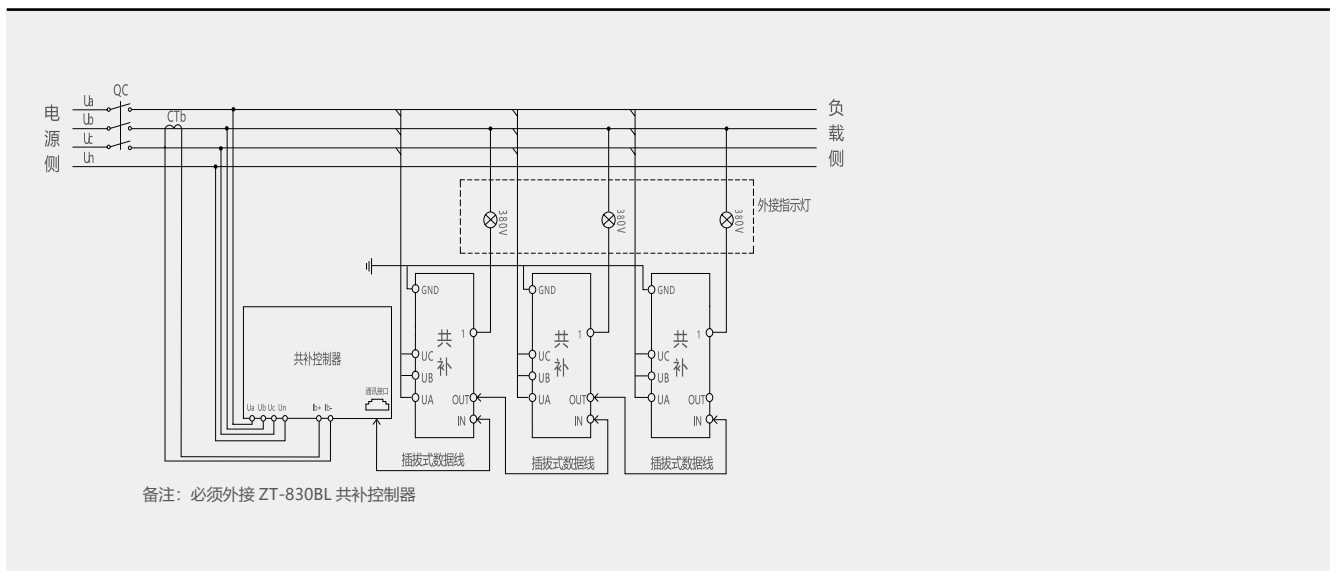 QC
Ua
电
CTb
负
Ub
源
载
Uc
侧
Un
侧
外接指示灯
380V
380V
380V
GND
GND
GND
共
补
1
共
补
1
共
补
1
共补控制器
UC
UC
UC
UB
UB
UB
通讯接口
UA
OUT
UA
OUT
UA
OUT
Ua Ub Uc Un Ib+ Ib-
IN
IN
IN
插拔式数据线
插拔式数据线
插拔式数据线
备注：必须外接 ZT-830BL 共补控制器